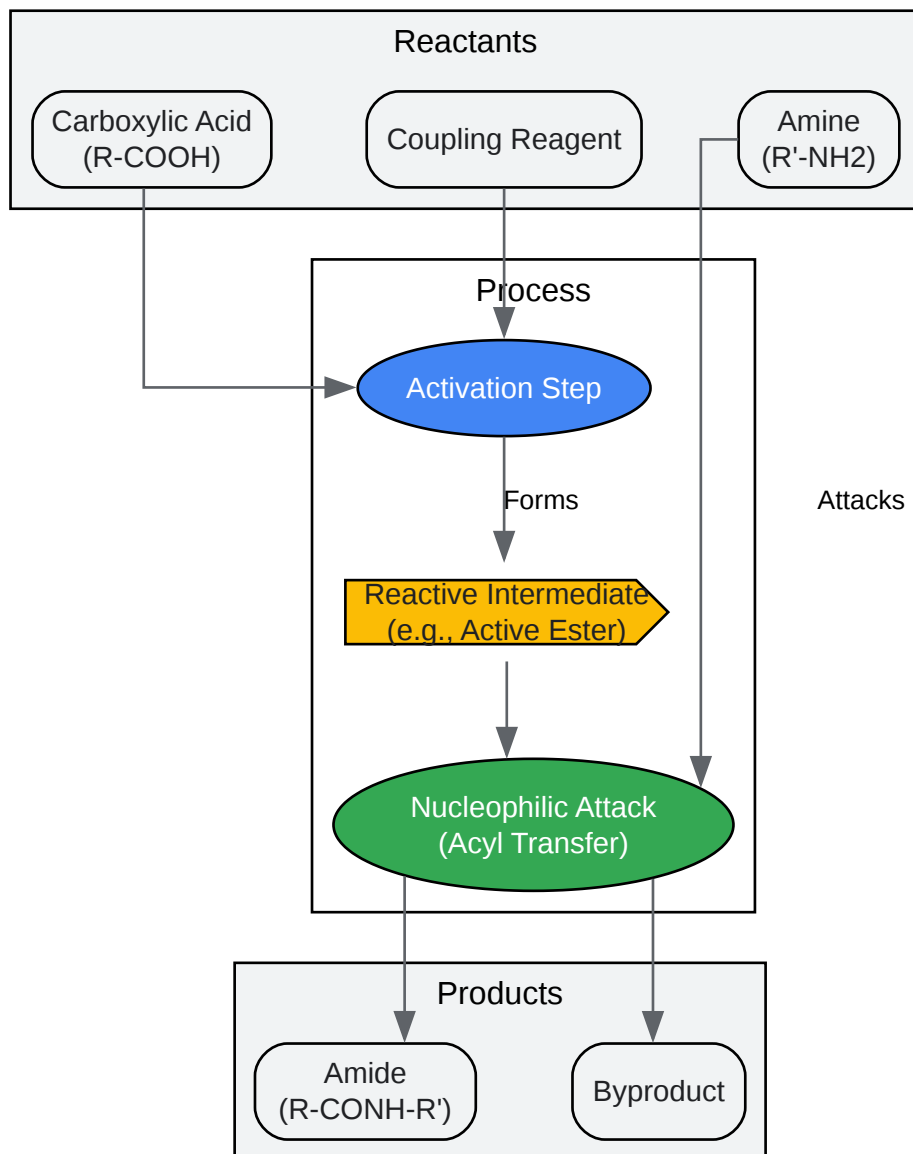 Reactants
Carboxylic Acid
(R-COOH)
Coupling Reagent
Amine
(R'-NH2)
Process
Activation Step
Forms
Attacks
Reactive Intermediate
(e.g., Active Ester)
Nucleophilic Attack
(Acyl Transfer)
Products
Amide
(R-CONH-R')
Byproduct